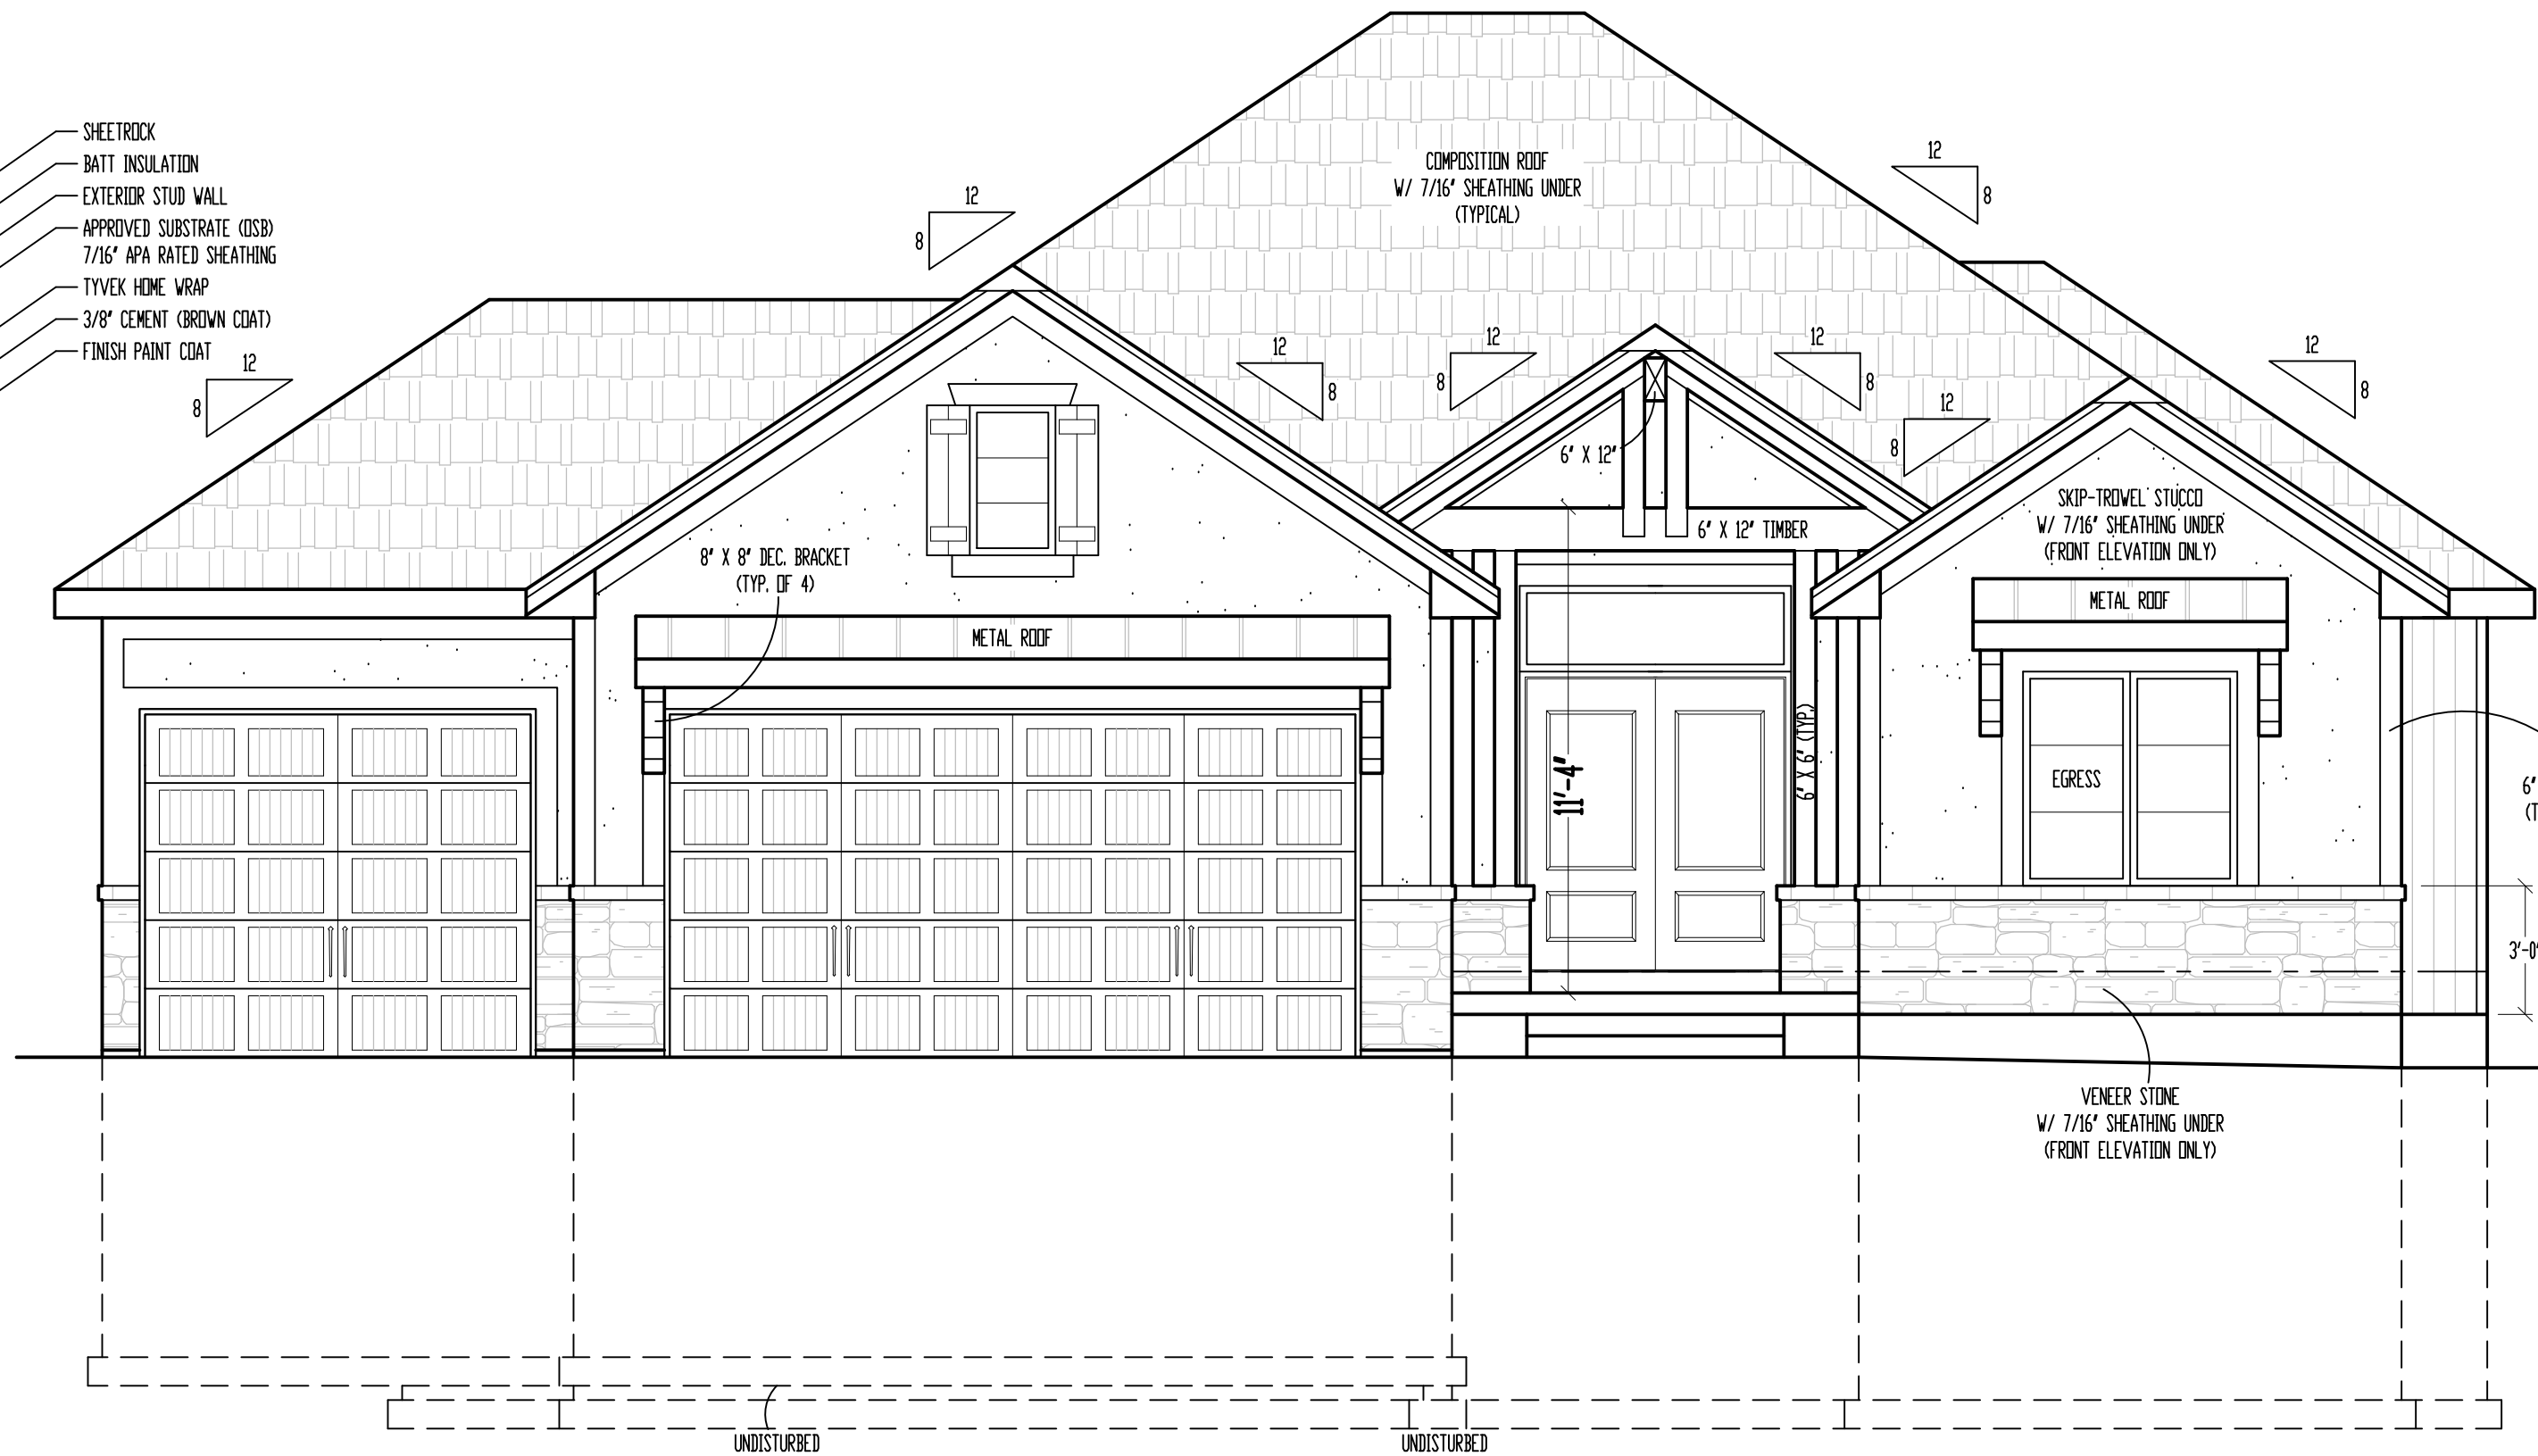 SHEETROCK
BATT INSULATION
EXTERIOR STUD WALL
APPROVED SUBSTRATE (OSB)
7/16" APA RATED SHEATHING
TYVEK HOME WRAP
3/8" CEMENT (BROWN COAT)
FINISH PAINT COAT
12
8
12
8
COMPOSITION ROOF
W/ 7/16" SHEATHING UNDER
(TYPICAL)
12
8
12
8
12
8
12
8
12
8
12
8
6" X 12"
6" X 12" TIMBER
SKIP-TROWEL STUCCO
W/ 7/16" SHEATHING UNDER
(FRONT ELEVATION ONLY)
8" X 8" DEC. BRACKET
(TYP. OF 4)
METAL ROOF
METAL ROOF
11'-4"
6" X 6" (TYP.)
EGRESS
6"
3'-0"
VENEER STONE
W/ 7/16" SHEATHING UNDER
(FRONT ELEVATION ONLY)
UNDISTURBED
UNDISTURBED